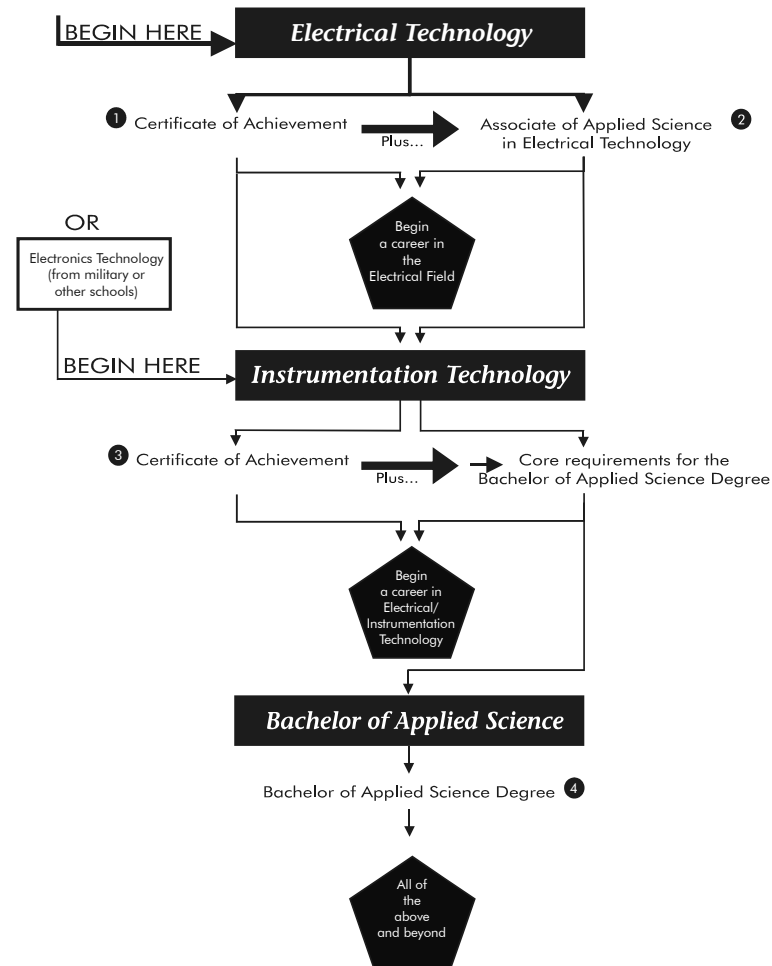 BEGIN HERE
Electrical Technology
1 Certificate of Achievement
Plus...
Associate of Applied Science 2
in Electrical Technology
Begin
a career in
the
Electrical Field
OR
Electronics Technology
(from military or
other schools)
BEGIN HERE
Instrumentation Technology
3 Certificate of Achievement
Plus...
Core requirements for the
Bachelor of Applied Science Degree
Begin
a career in
Electrical/
Instrumentation
Technology
Bachelor of Applied Science
Bachelor of Applied Science Degree 4
All of
the
above
and beyond